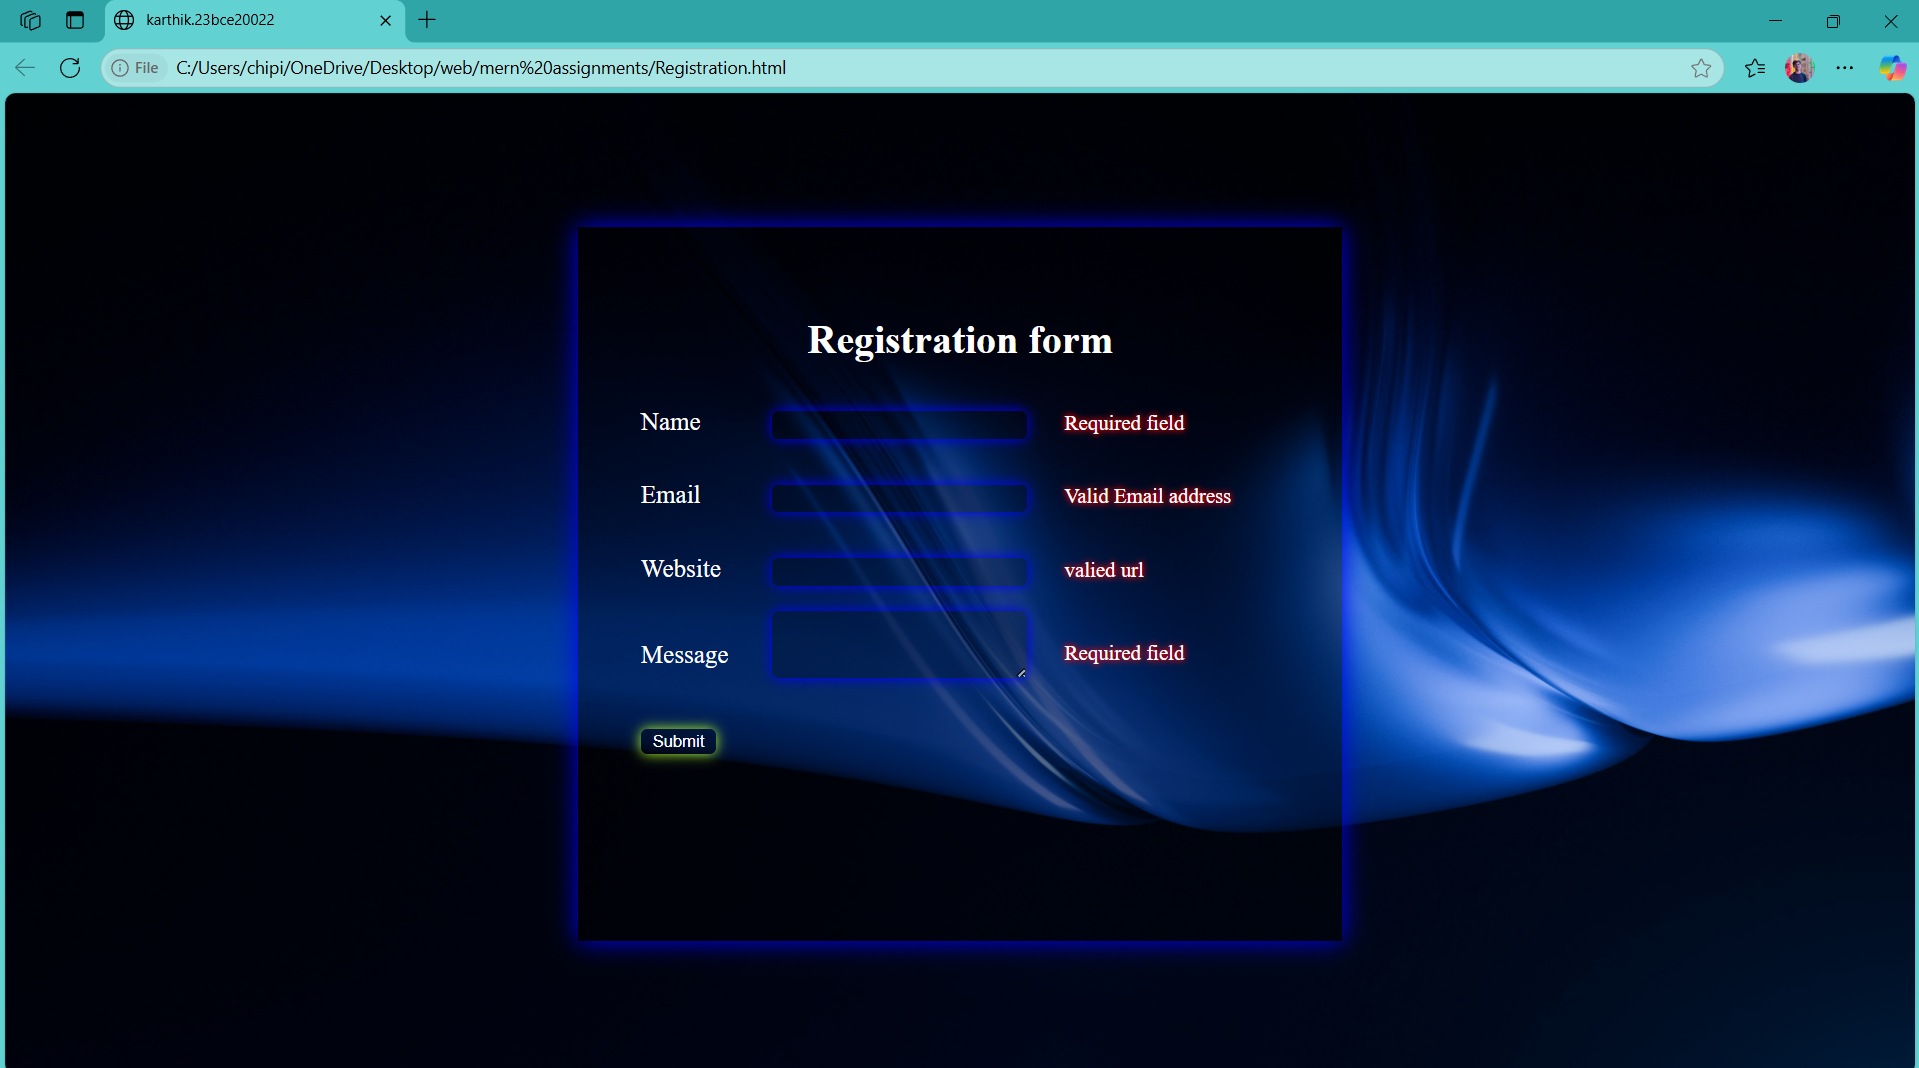 karthik.23bce20022
File C:/Users/chipi/OneDrive/Desktop/web/mern%20assignments/Registration.html
Registration form
Name Required field
Email Valid Email address
Website valied url
Message Required field
Submit